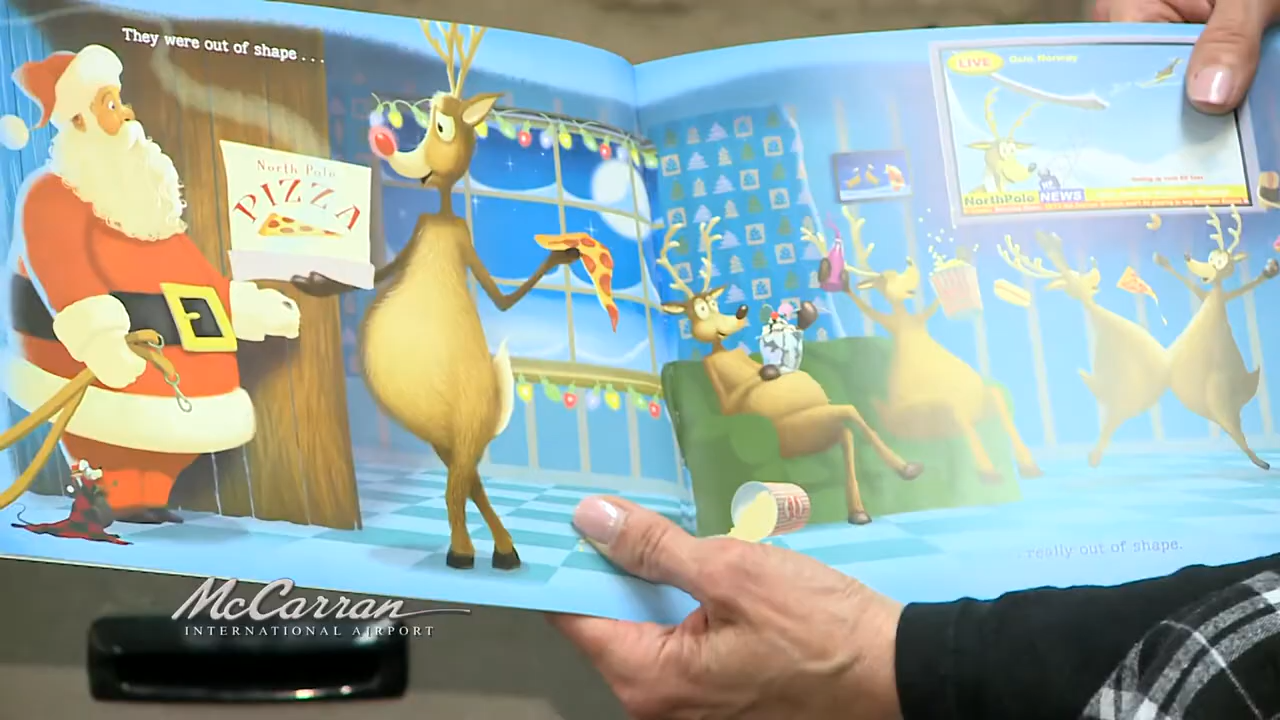 They were out of shape . . .
North Pole
PIZZA
LIVE Oslo, Norway
NorthPolo NEWS
. really out of shape.
McCarran
INTERNATIONAL AIRPORT